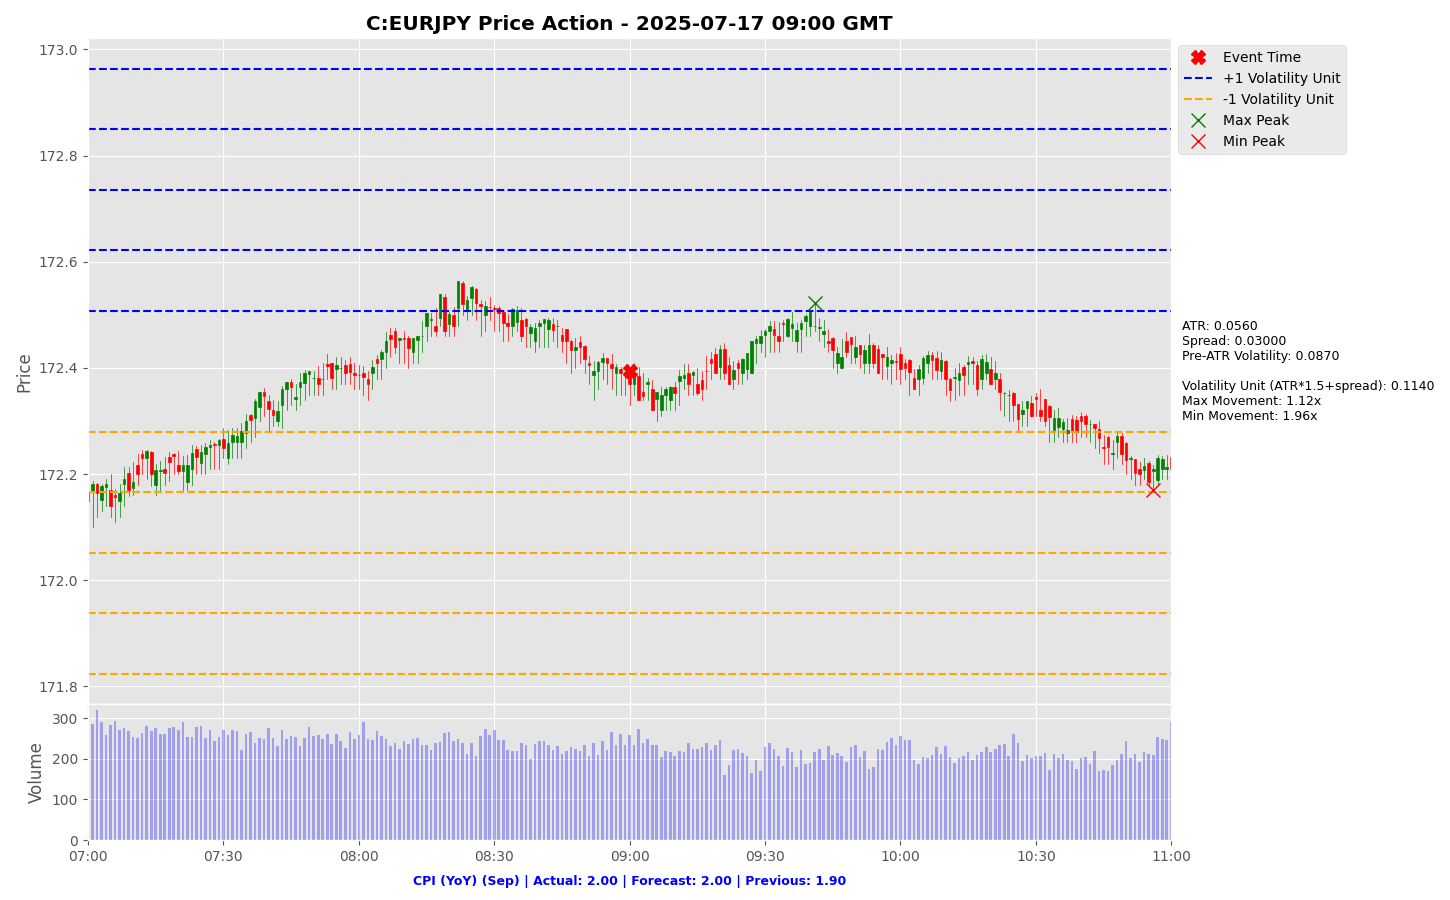 C:EURJPY Price Action - 2025-07-17 09:00 GMT
173.0
172.8
172.6
172.4
172.2
172.0
171.8
Price
Event Time
+1 Volatility Unit
-1 Volatility Unit
Max Peak
Min Peak
ATR: 0.0560
Spread: 0.03000
Pre-ATR Volatility: 0.0870
Volatility Unit (ATR*1.5+spread): 0.1140
Max Movement: 1.12x
Min Movement: 1.96x
300
200
100
0
Volume
07:00 07:30 08:00 08:30 09:00 09:30 10:00 10:30 11:00
CPI (YoY) (Sep) | Actual: 2.00 | Forecast: 2.00 | Previous: 1.90